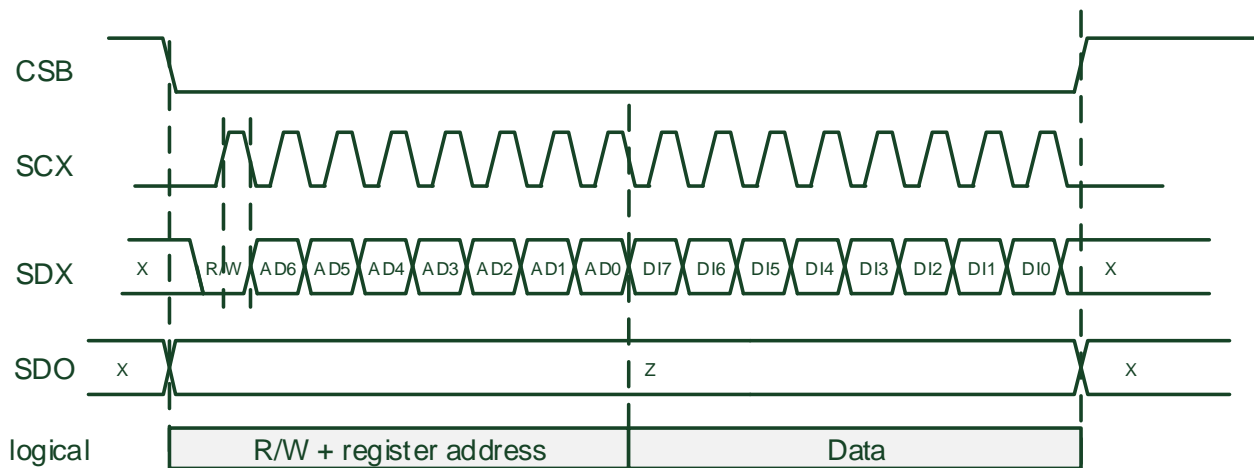 CSB
SCX
SDX X R/W AD6 AD5 AD4 AD3 AD2 AD1 AD0 DI7 DI6 DI5 DI4 DI3 DI2 DI1 DI0 X
SDO X Z X
logical R/W + register address Data